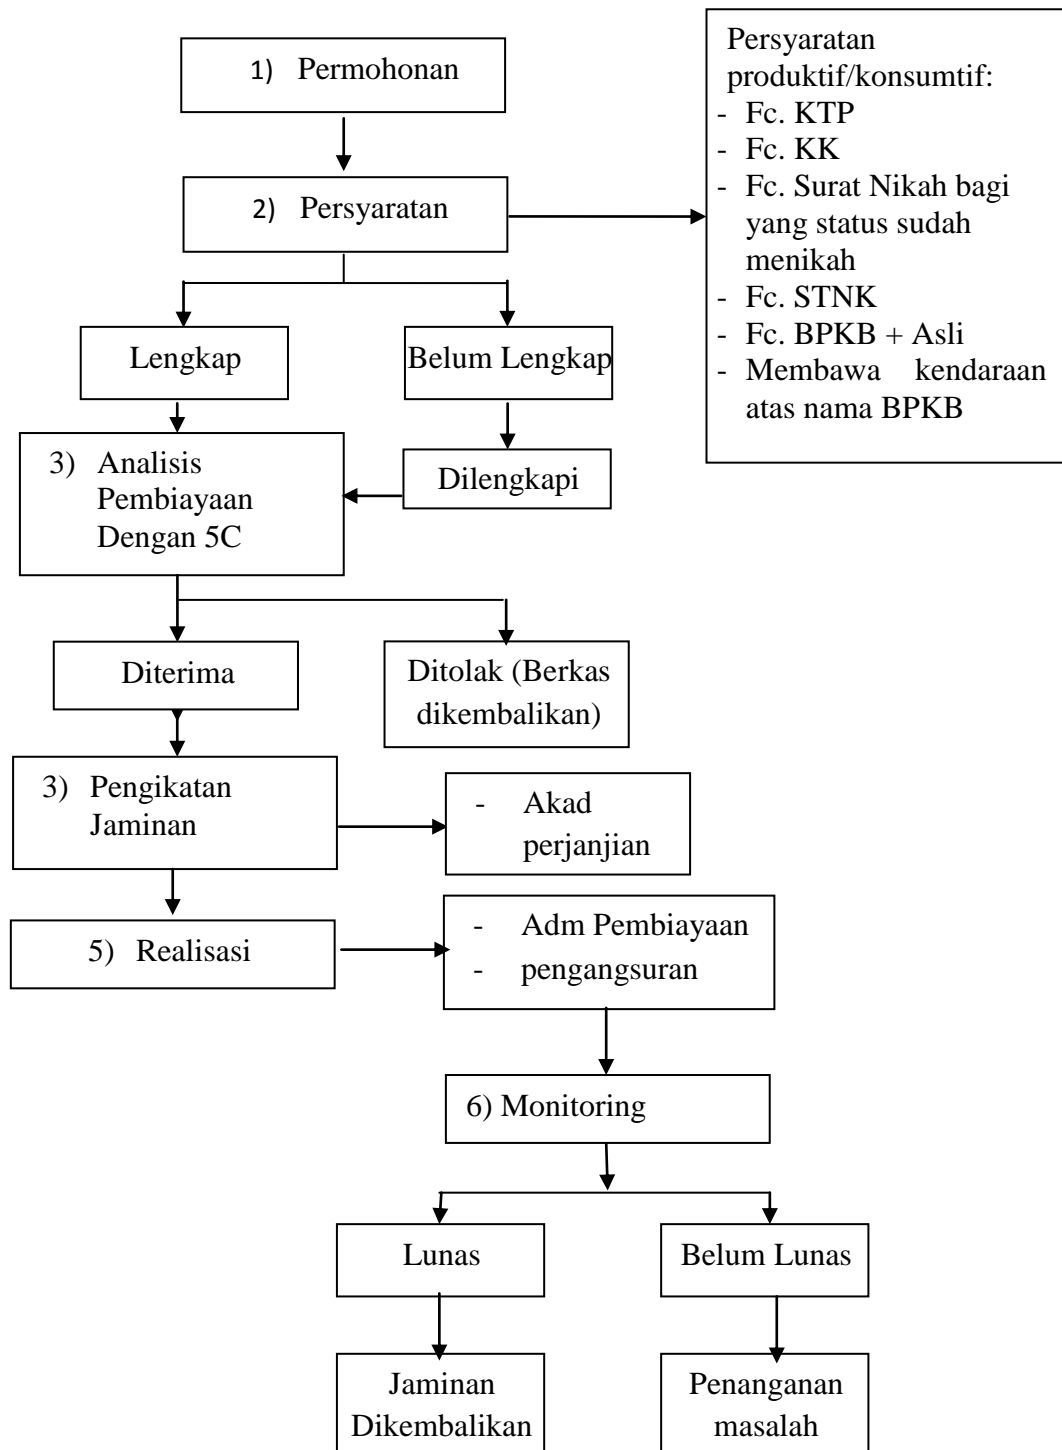 1) Permohonan
Persyaratan
produktif/konsumtif:
- Fc. KTP
- Fc. KK
- Fc. Surat Nikah bagi
yang status sudah
menikah
- Fc. STNK
- Fc. BPKB + Asli
- Membawa kendaraan
atas nama BPKB
2) Persyaratan
Lengkap
Belum Lengkap
3) Analisis
Pembiayaan
Dengan 5C
Dilengkapi
Diterima
Ditolak (Berkas
dikembalikan)
3) Pengikatan
Jaminan
- Akad
perjanjian
5) Realisasi
- Adm Pembiayaan
- pengangsuran
6) Monitoring
Lunas
Belum Lunas
Jaminan
Dikembalikan
Penanganan
masalah